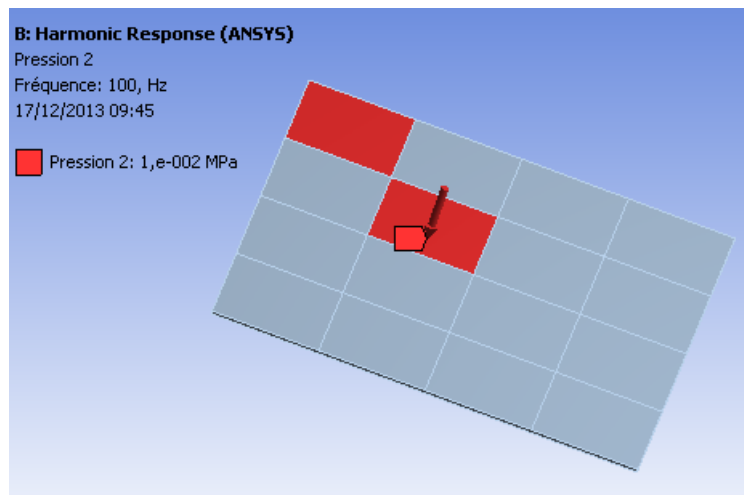 B: Harmonic Response (ANSYS)
Pression 2
Fréquence: 100, Hz
17/12/2013 09:45
Pression 2: 1,e-002 MPa